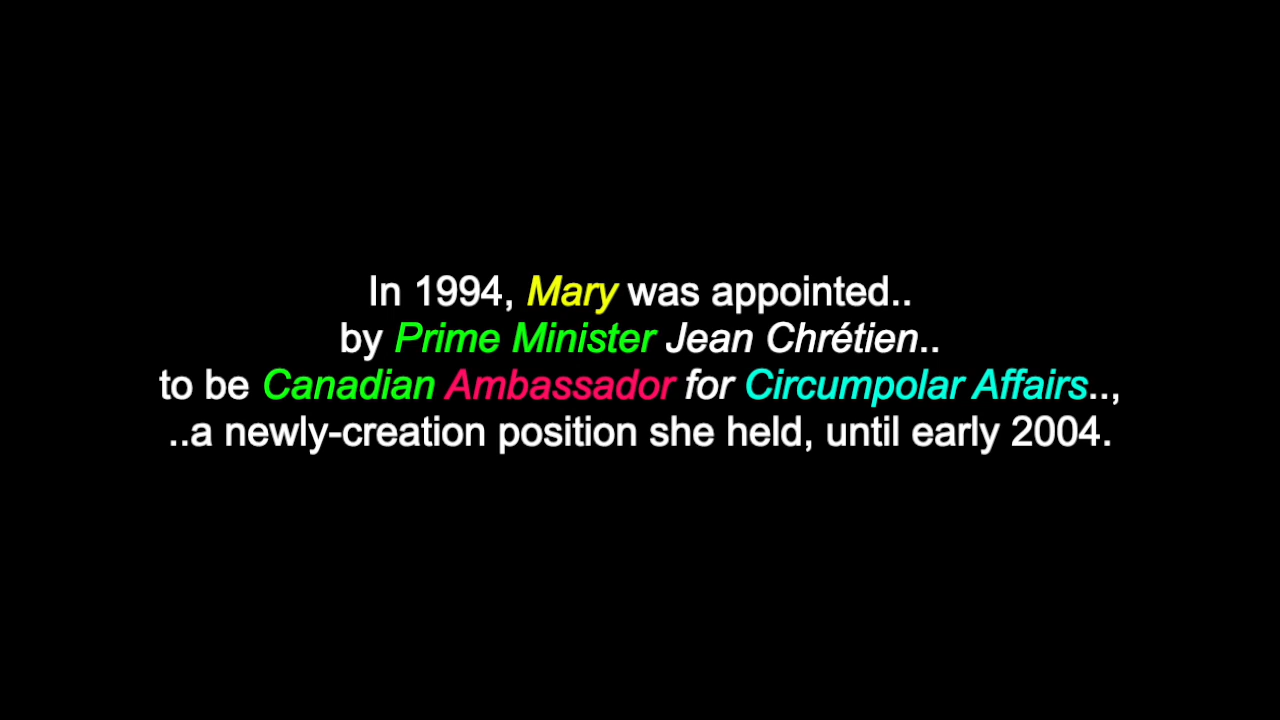 In 1994, Mary was appointed..
by Prime Minister Jean Chrétien..
to be Canadian Ambassador for Circumpolar Affairs..,
..a newly-creation position she held, until early 2004.